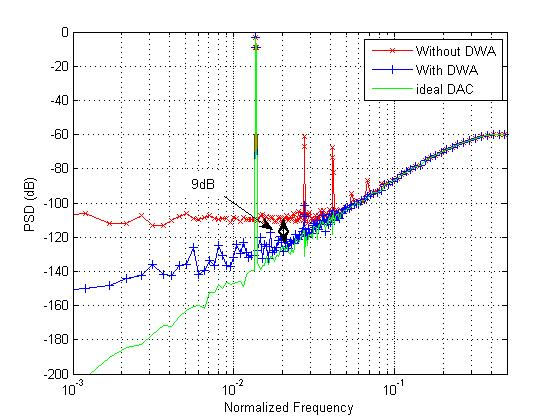 0
-20
-40
-60
-80
-100
-120
-140
-160
-180
-200
PSD (dB)
Without DWA
With DWA
ideal DAC
9dB
10-3
10-2
10-1
Normalized Frequency